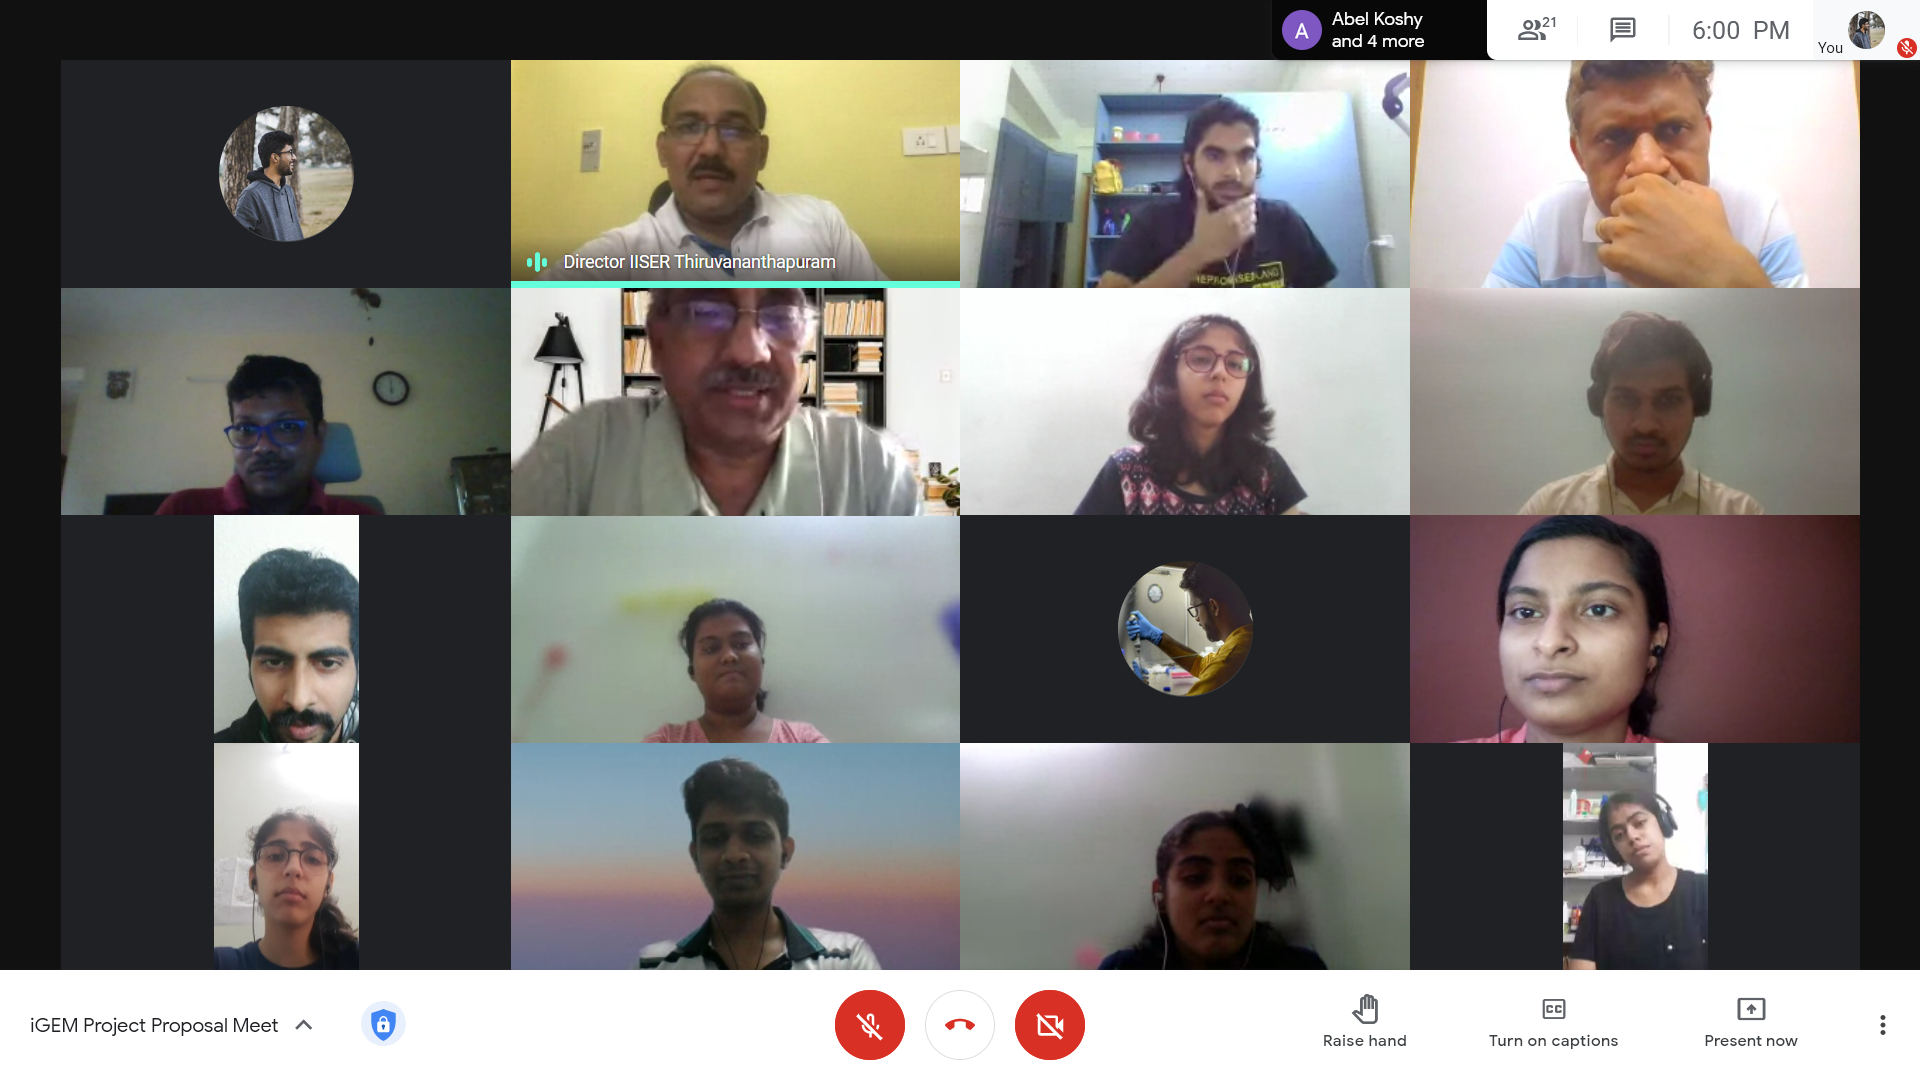 A
Abel Koshy
and 4 more
21
6:00 PM
You
Director IISER Thiruvananthapuram
iGEM Project Proposal Meet
CC
Raise hand
Turn on captions
Present now